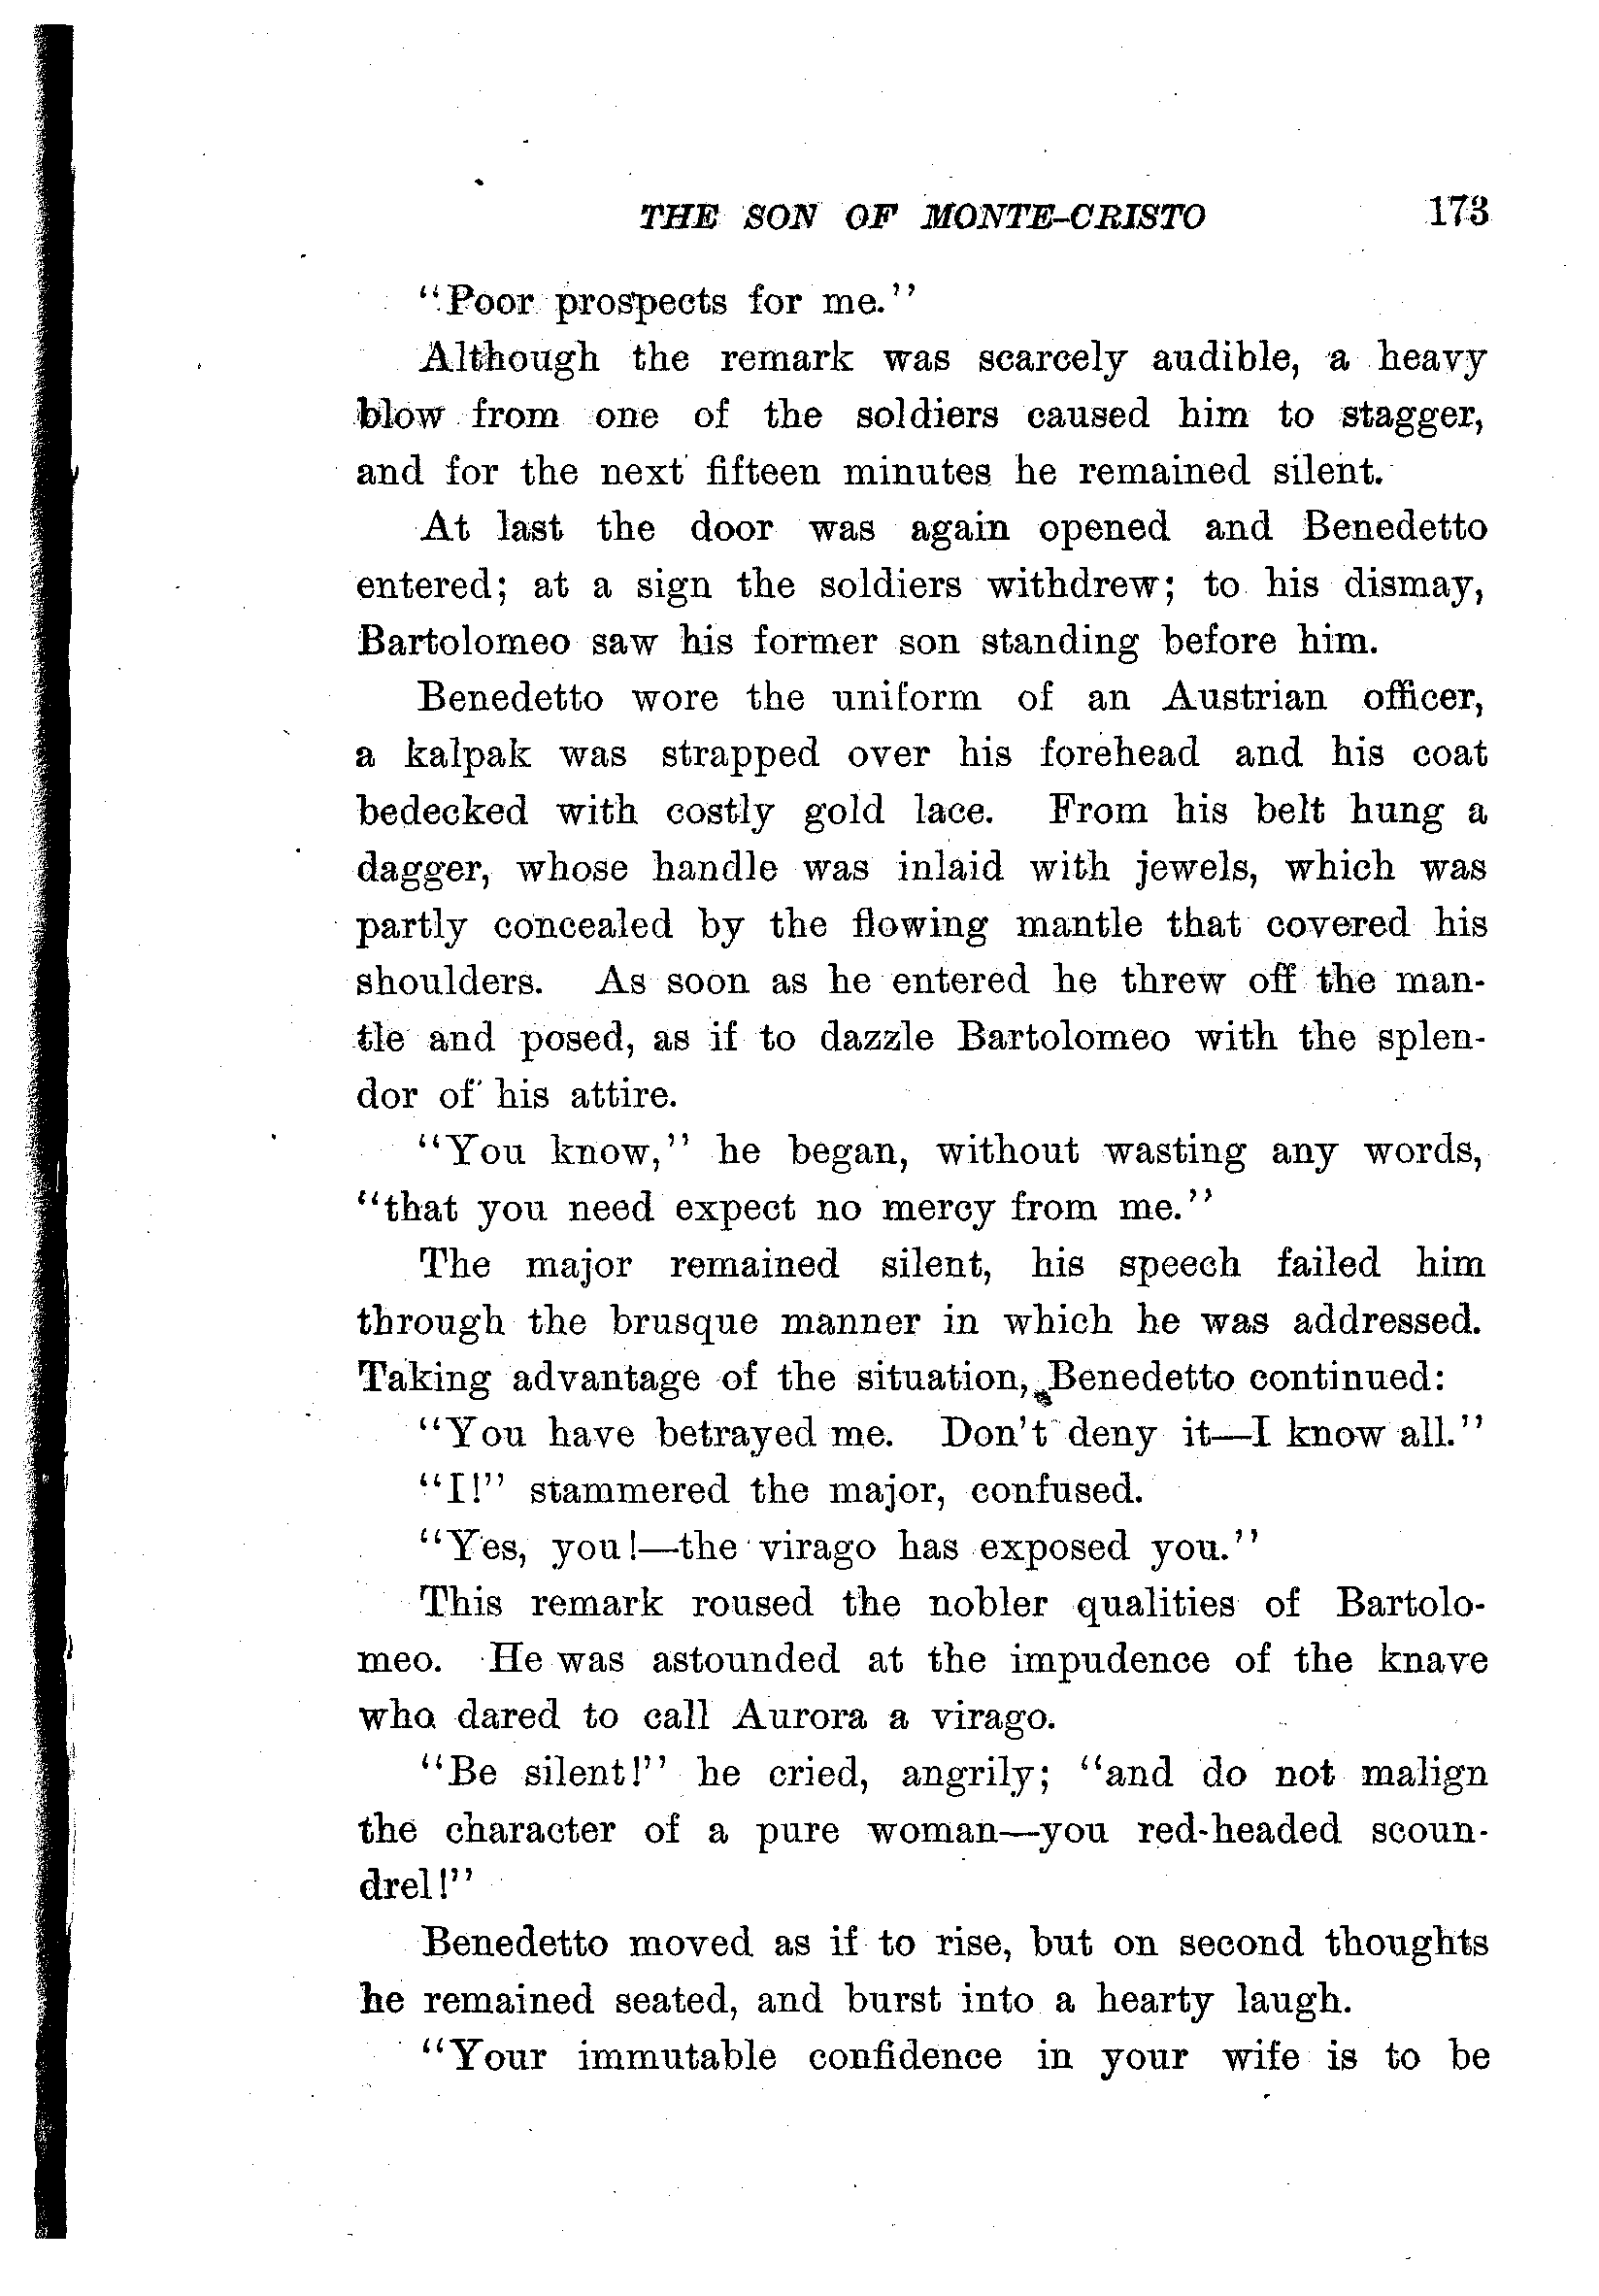 THE SON OF MONTE-CRISTO 173
"Poor prospects for me."
Although the remark was scarcely audible, a heavy
blow from one of the soldiers caused him to stagger,
and for the next fifteen minutes he remained silent.
At last the door was again opened and Benedetto
entered; at a sign the soldiers withdrew; to his dismay,
Bartolomeo saw his former son standing before him.
Benedetto wore the uniform of an Austrian officer,
a kalpak was strapped over his forehead and his coat
bedecked with costly gold lace. From his belt hung a
dagger, whose handle was inlaid with jewels, which was
partly concealed by the flowing mantle that covered his
shoulders. As soon as he entered he threw off the man-
tle and posed, as if to dazzle Bartolomeo with the splen-
dor of his attire.
"You know," he began, without wasting any words,
"that you need expect no mercy from me."
The major remained silent, his speech failed him
through the brusque manner in which he was addressed.
Taking advantage of the situation, Benedetto continued:
"You have betrayed me. Don't deny it—I know all."
"I!" stammered the major, confused.
"Yes, you!—the virago has exposed you."
This remark roused the nobler qualities of Bartolo-
meo. He was astounded at the impudence of the knave
who dared to call Aurora a virago.
"Be silent!" he cried, angrily; "and do not malign
the character of a pure woman—you red-headed scoun-
drel!"
Benedetto moved as if to rise, but on second thoughts
he remained seated, and burst into a hearty laugh.
"Your immutable confidence in your wife is to be